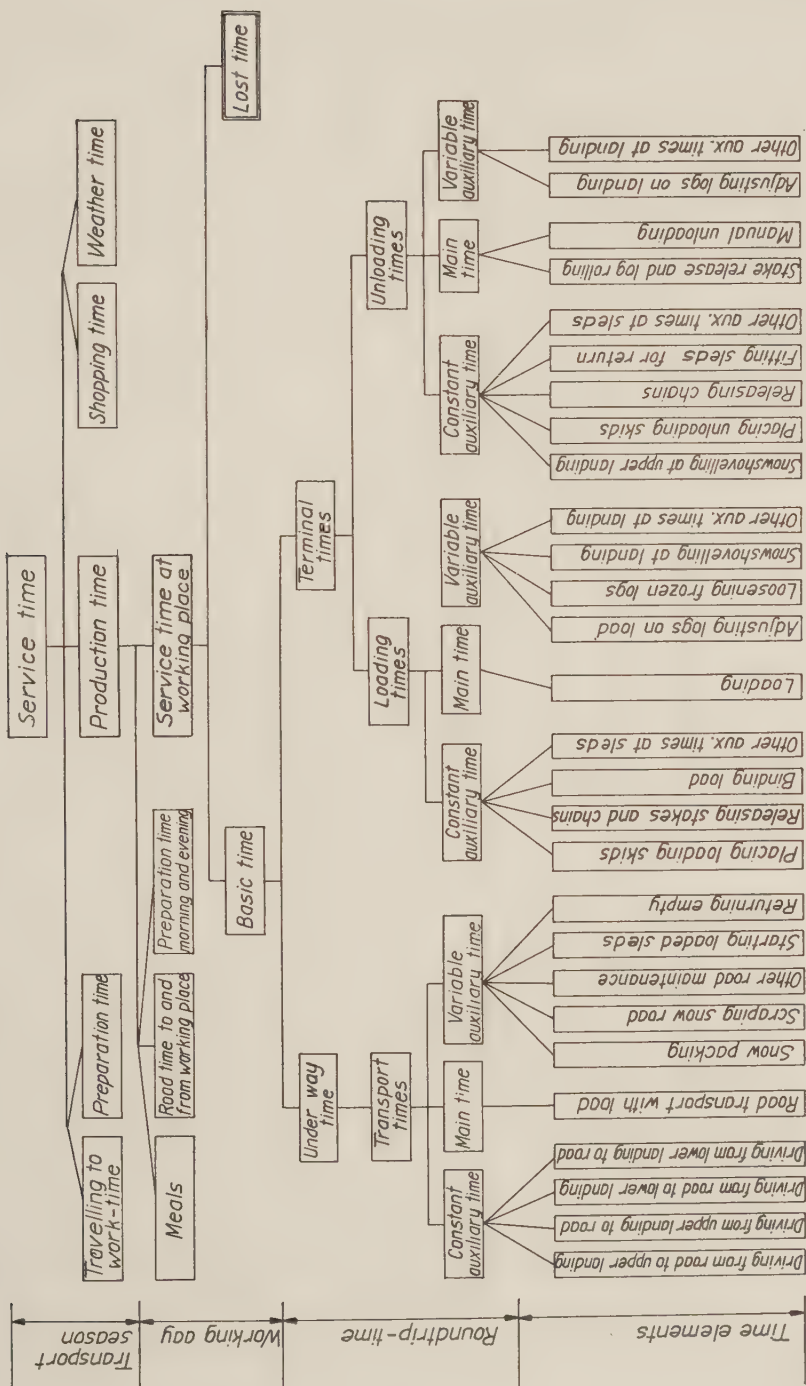 Service time
Travelling to
work-time
Preparation time
Production time
Shopping time
Weather time
Meals
Road time to and
from working place
Preparation time
morning and evening
Service time at
working place
Basic time
Lost time
Under way
time
Terminal
times
Transport
times
Loading
times
Unloading
times
Constant
auxiliary time
Main time
Variable
auxiliary time
Constant
auxiliary time
Main time
Variable
auxiliary time
Constant
auxiliary time
Main
time
Variable
auxiliary time
Driving from road to upper landing
Driving from upper landing to road
Driving from road to lower landing
Driving from lower landing to road
Road transport with load
Snow packing
Scraping snow road
Other road maintenance
Starting loaded sleds
Returning empty
Placing loading skids
Releasing stakes and chains
Binding load
Other aux. times at sleds
Loading
Adjusting logs on load
Loosening frozen logs
Snowshovelling at landing
Other aux. times at landing
Snowshovelling at upper landing
Placing unloading skids
Releasing chains
Fitting sleds for return
Other aux. times at sleds
Stake release and log rolling
Manual unloading
Adjusting logs on landing
Other aux. times at landing
Transport
season
Working day
Roundtrip-time
Time elements